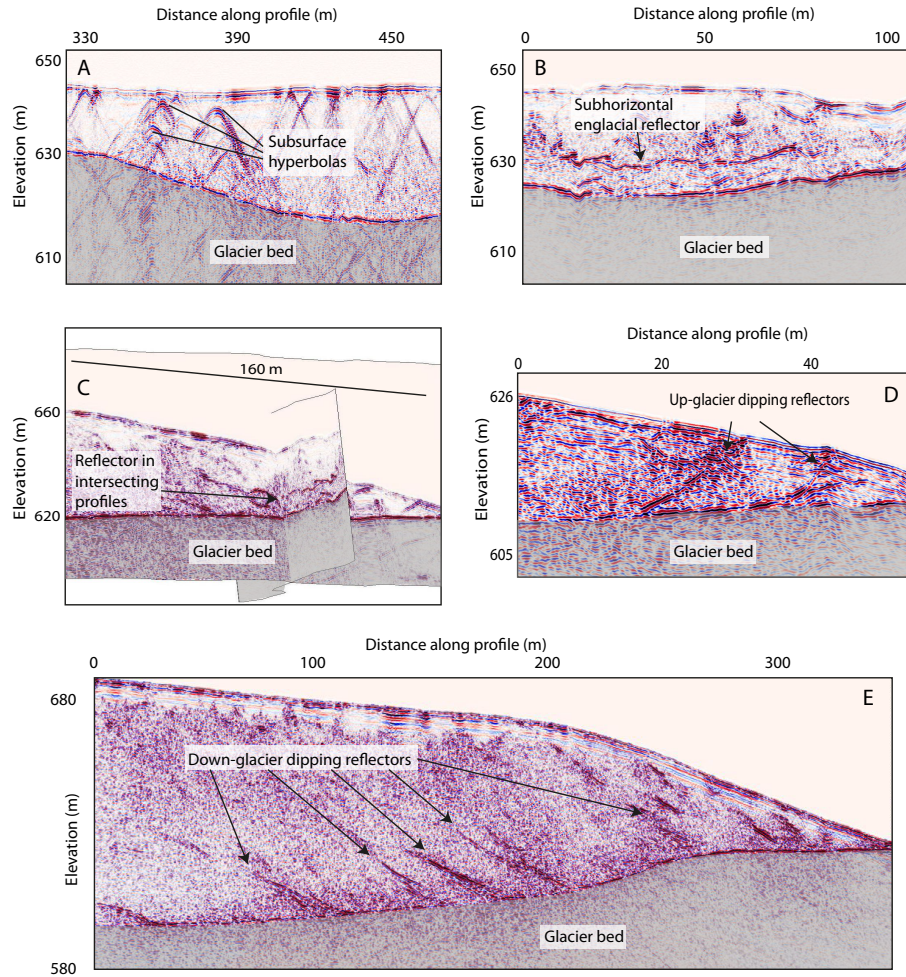 Distance along profile (m)
330 390 450
650
630
610
Elevation (m)
A
Subsurface
hyperbolas
Glacier bed
Distance along profile (m)
0 50 100
650
630
610
Elevation (m)
B
Subhorizontal
englacial reflector
Glacier bed
C
160 m
660
620
Elevation (m)
Reflector in
intersecting
profiles
Glacier bed
Distance along profile (m)
0 20 40
626
605
Elevation (m)
Up-glacier dipping reflectors
D
Glacier bed
Distance along profile (m)
0 100 200 300
680
580
Elevation (m)
E
Down-glacier dipping reflectors
Glacier bed